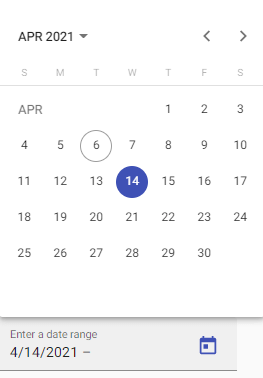 APR 2021
S M T W T F S
APR 1 2 3
4 5 6 7 8 9 10
11 12 13 14 15 16 17
18 19 20 21 22 23 24
25 26 27 28 29 30
Enter a date range
4/14/2021 –